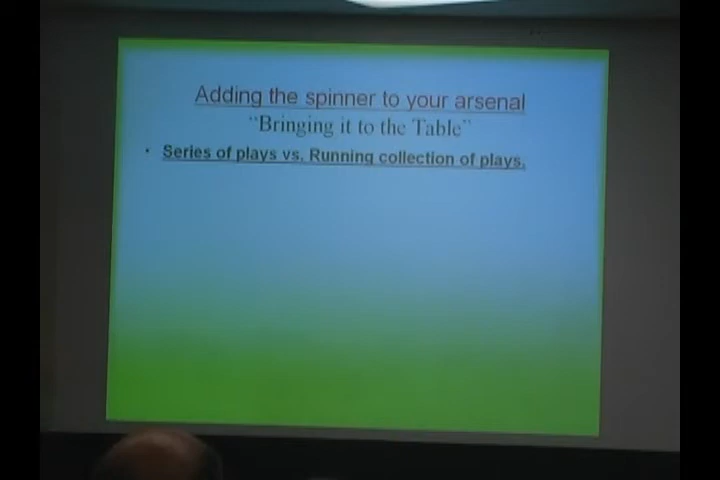 Adding the spinner to your arsenal
"Bringing it to the Table"
• Series of plays vs. Running collection of plays.